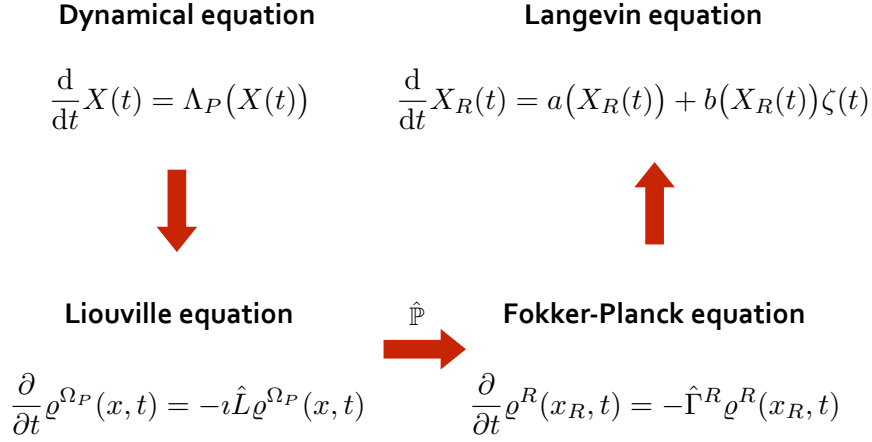 Dynamical equation
Langevin equation
d/dt X(t) = Λ_P(X(t))
d/dt X_R(t) = a(X_R(t)) + b(X_R(t))ζ(t)
Liouville equation
ℙ̂
Fokker-Planck equation
∂/∂t ϱ^{Ω_P}(x, t) = −ıL̂ϱ^{Ω_P}(x, t)
∂/∂t ϱ^R(x_R, t) = −Γ̂^R ϱ^R(x_R, t)